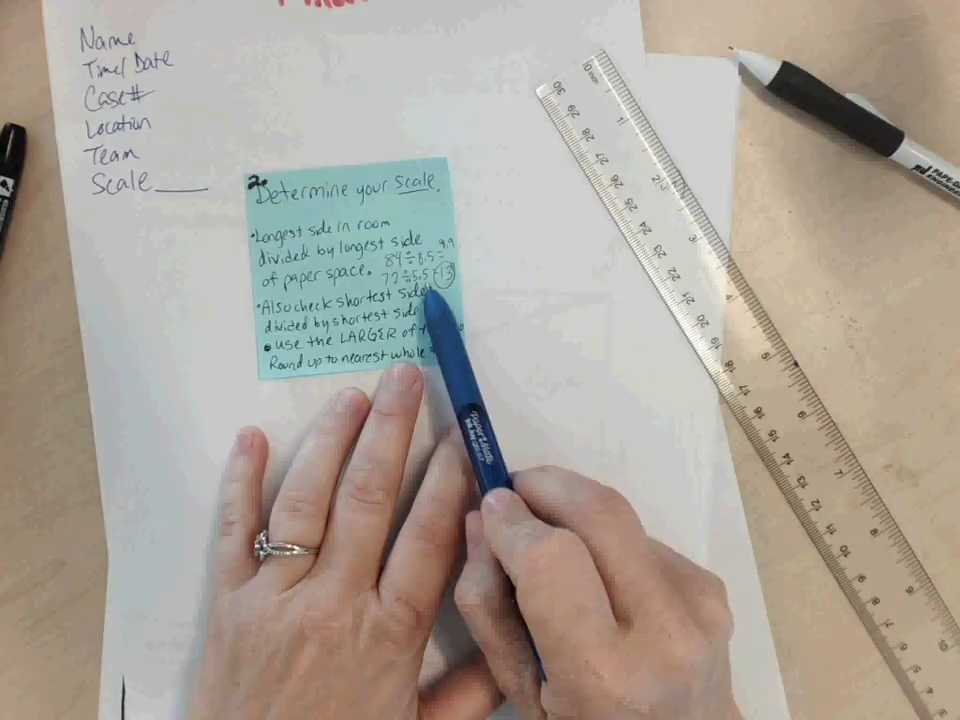 Name
Time/Date
Case#
Location
Team
Scale
2.
Determine your scale.
•Longest side in room
divided by longest side
of paper space.
84÷8.5= 9.9
72÷5.5=13
•Also check shortest side
divided by shortest side
•use the LARGER of
Round up to nearest whole
PaperMate